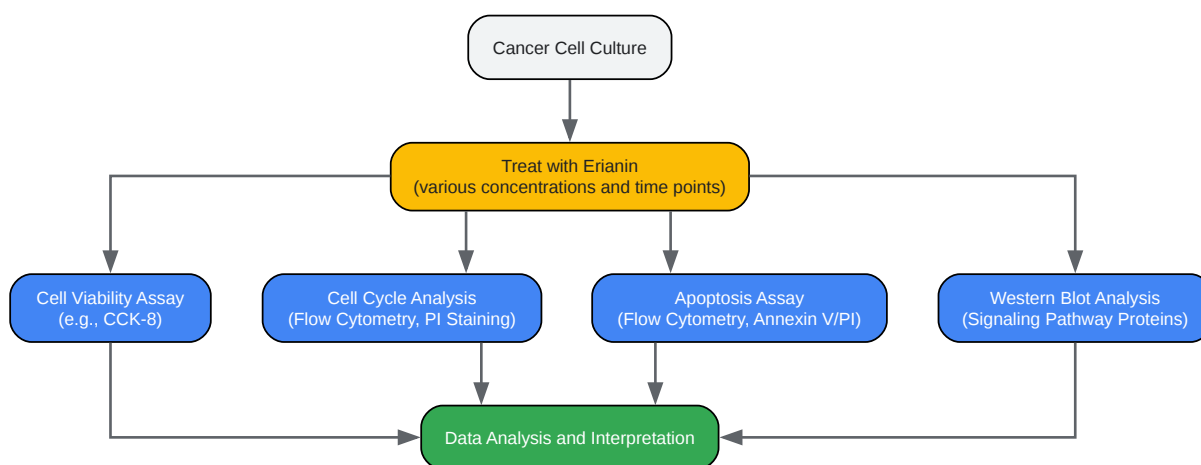 Cancer Cell Culture
Treat with Erianin
(various concentrations and time points)
Cell Viability Assay
(e.g., CCK-8)
Cell Cycle Analysis
(Flow Cytometry, PI Staining)
Apoptosis Assay
(Flow Cytometry, Annexin V/PI)
Western Blot Analysis
(Signaling Pathway Proteins)
Data Analysis and Interpretation